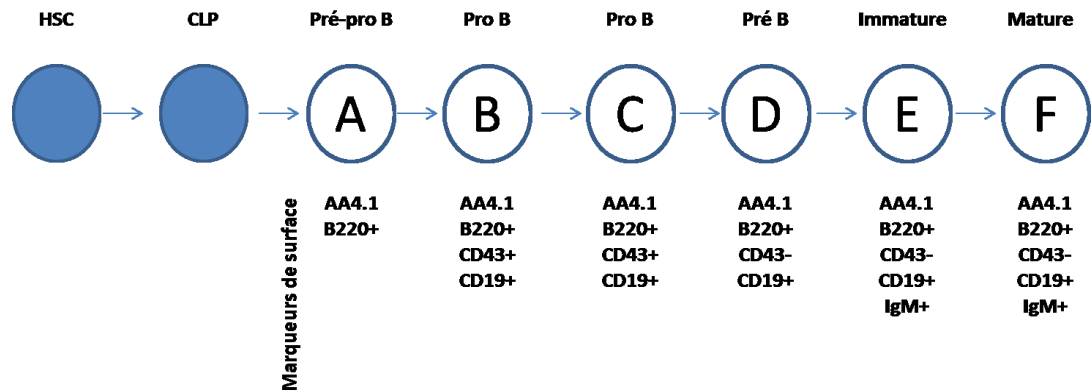 HSC CLP Pré-pro B Pro B Pro B Pré B Immature Mature
A B C D E F
Marqueurs de surface
AA4.1 AA4.1 AA4.1 AA4.1 AA4.1 AA4.1
B220+ B220+ B220+ B220+ B220+ B220+
CD43+ CD43+ CD43- CD43- CD43-
CD19+ CD19+ CD19+ CD19+ CD19+
IgM+ IgM+